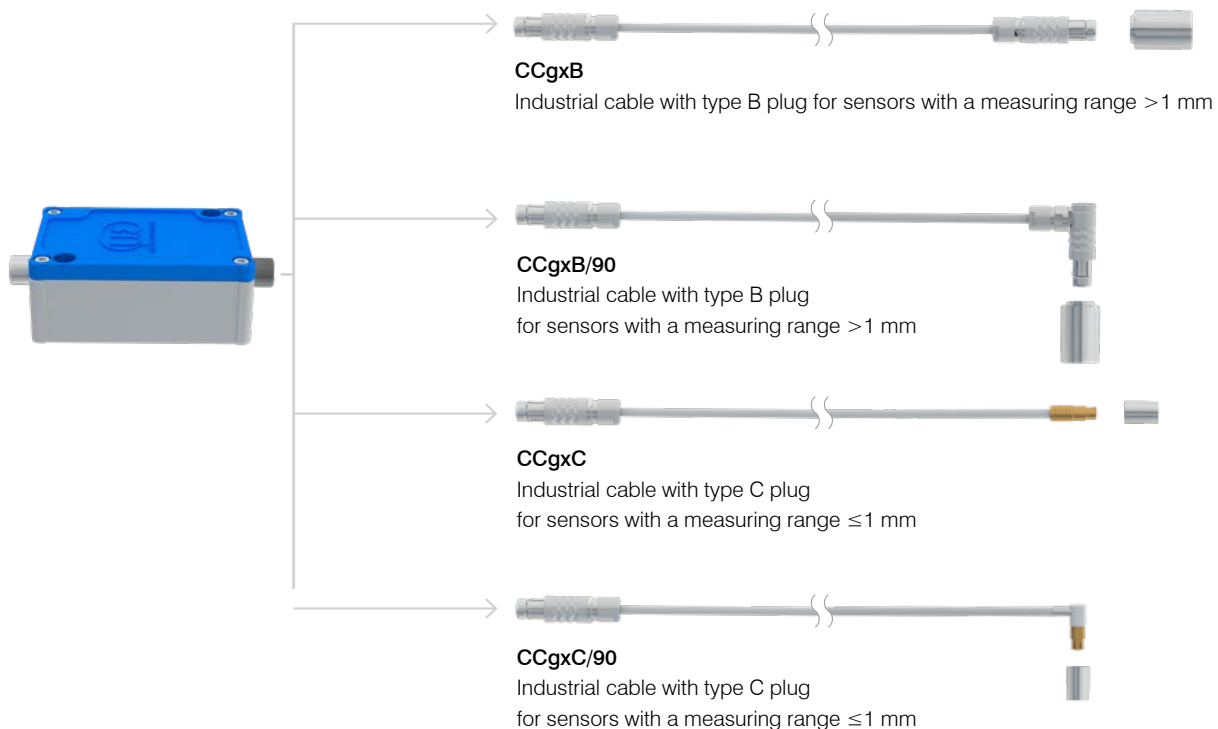 CCgxB
Industrial cable with type B plug for sensors with a measuring range >1 mm
CCgxB/90
Industrial cable with type B plug
for sensors with a measuring range >1 mm
CCgxC
Industrial cable with type C plug
for sensors with a measuring range ≤1 mm
CCgxC/90
Industrial cable with type C plug
for sensors with a measuring range ≤1 mm